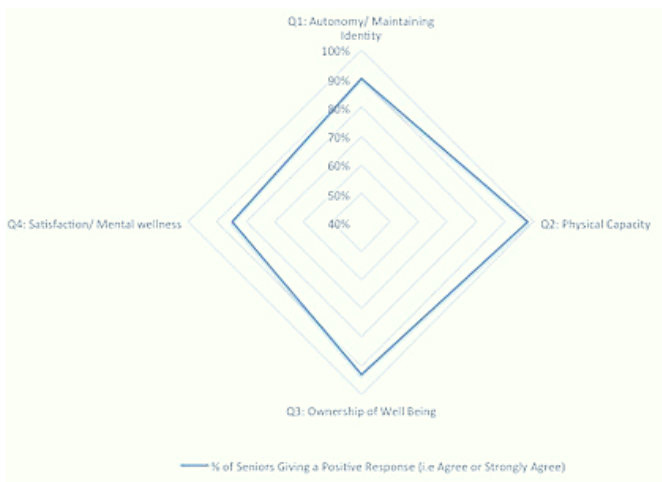 Q1: Autonomy/ Maintaining
Identity
100%
90%
80%
70%
60%
50%
40%
Q4: Satisfaction/ Mental wellness
Q2: Physical Capacity
Q3: Ownership of Well Being
% of Seniors Giving a Positive Response (i.e Agree or Strongly Agree)